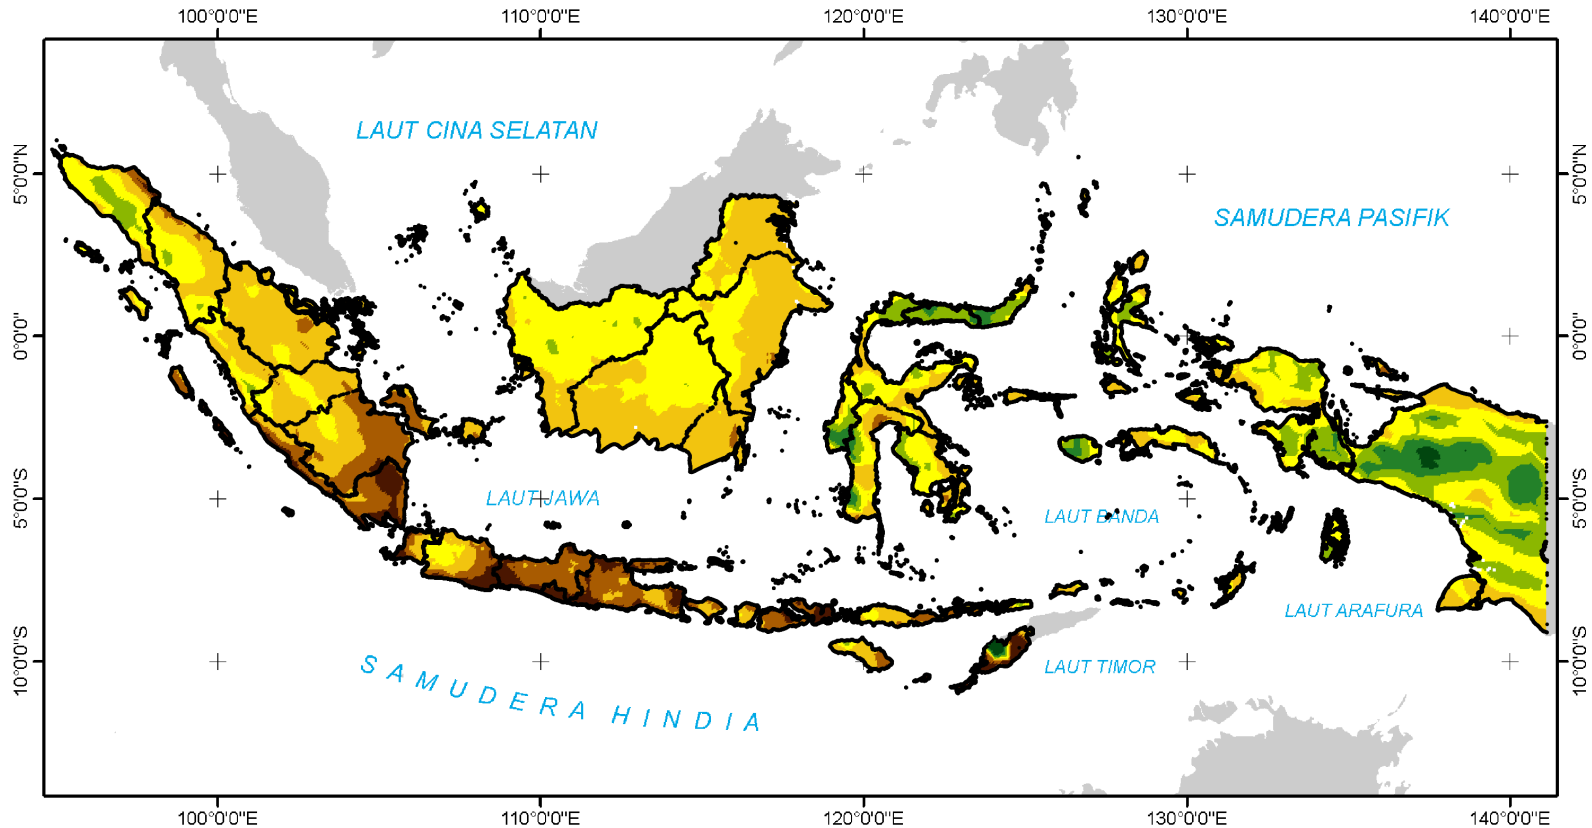 100°0'0"E 110°0'0"E 120°0'0"E 130°0'0"E 140°0'0"E
LAUT CINA SELATAN
5°0'0"N 5°0'0"N
SAMUDERA PASIFIK
0°0'0" 0°0'0"
5°0'0"S 5°0'0"S
LAUT JAWA
LAUT BANDA
LAUT ARAFURA
10°0'0"S 10°0'0"S
LAUT TIMOR
SAMUDERA HINDIA
100°0'0"E 110°0'0"E 120°0'0"E 130°0'0"E 140°0'0"E